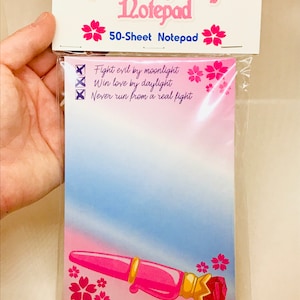 Notepad
50-Sheet Notepad
Fight evil by moonlight
Win love by daylight
Never run from a real fight